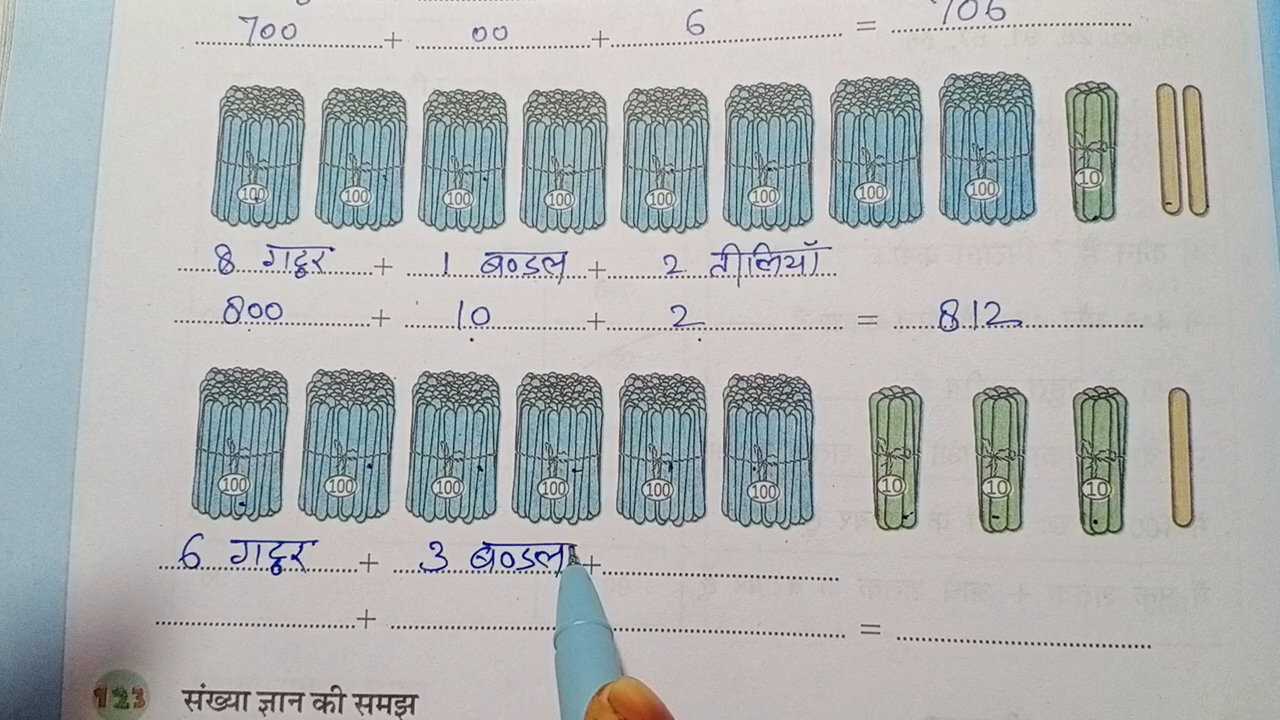 700 + 00 + 6 = 706
100 100 100 100 100 100 100 100 10
8 गट्ठर + 1 बण्डल + 2 तीलियाँ
800 + 10 + 2 = 812
100 100 100 100 100 100 10 10 10
6 गट्ठर + 3 बण्डल +
+ =
123 संख्या ज्ञान की समझ